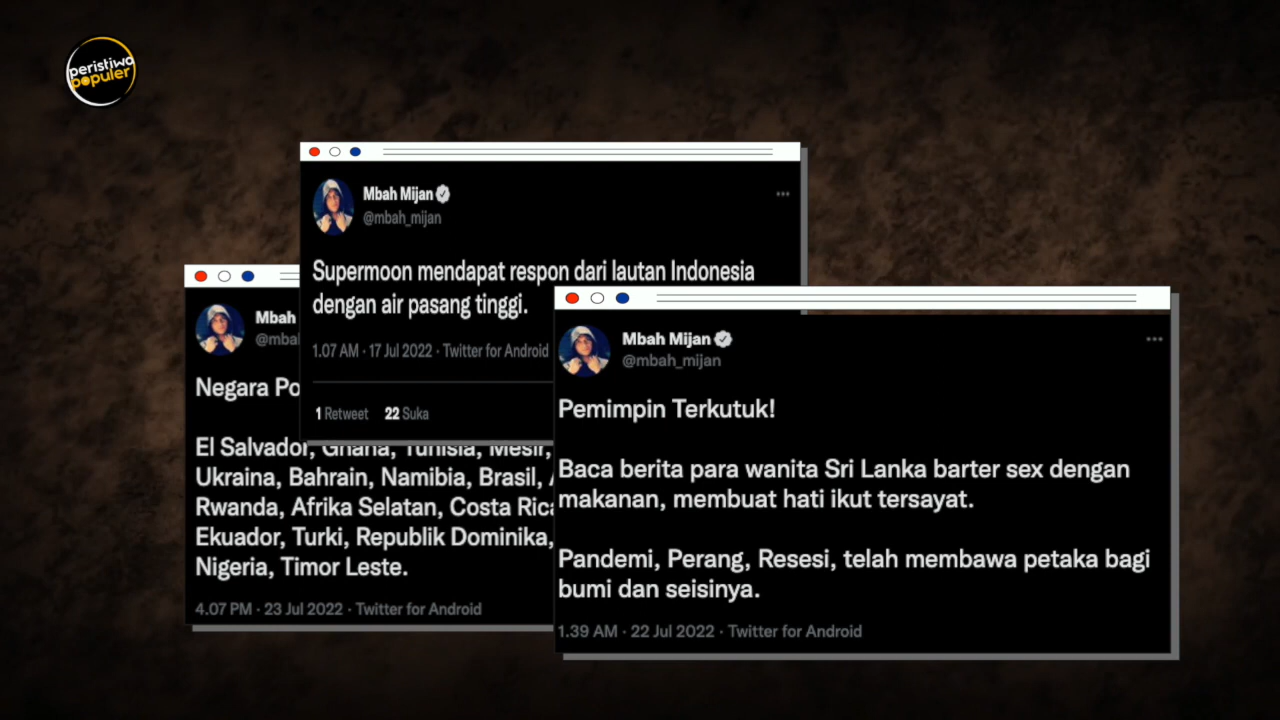 peristiwa
populer
Mbah Mijan
@mbah_mijan
Supermoon mendapat respon dari lautan Indonesia
dengan air pasang tinggi.
1.07 AM · 17 Jul 2022 · Twitter for Android
1 Retweet 22 Suka
Mbah
Negara
El Salvador, Ghana, Tunisia, Mesir,
Ukraina, Bahrain, Namibia, Brasil,
Rwanda, Afrika Selatan, Costa
Ekuador, Turki, Republik Dominika,
Nigeria, Timor Leste.
4.07 PM · 23 Jul 2022 · Twitter for Android
Mbah Mijan
@mbah_mijan
Pemimpin Terkutuk!
Baca berita para wanita Sri Lanka barter sex dengan
makanan, membuat hati ikut tersayat.
Pandemi, Perang, Resesi, telah membawa petaka bagi
bumi dan seisinya.
1.39 AM · 22 Jul 2022 · Twitter for Android